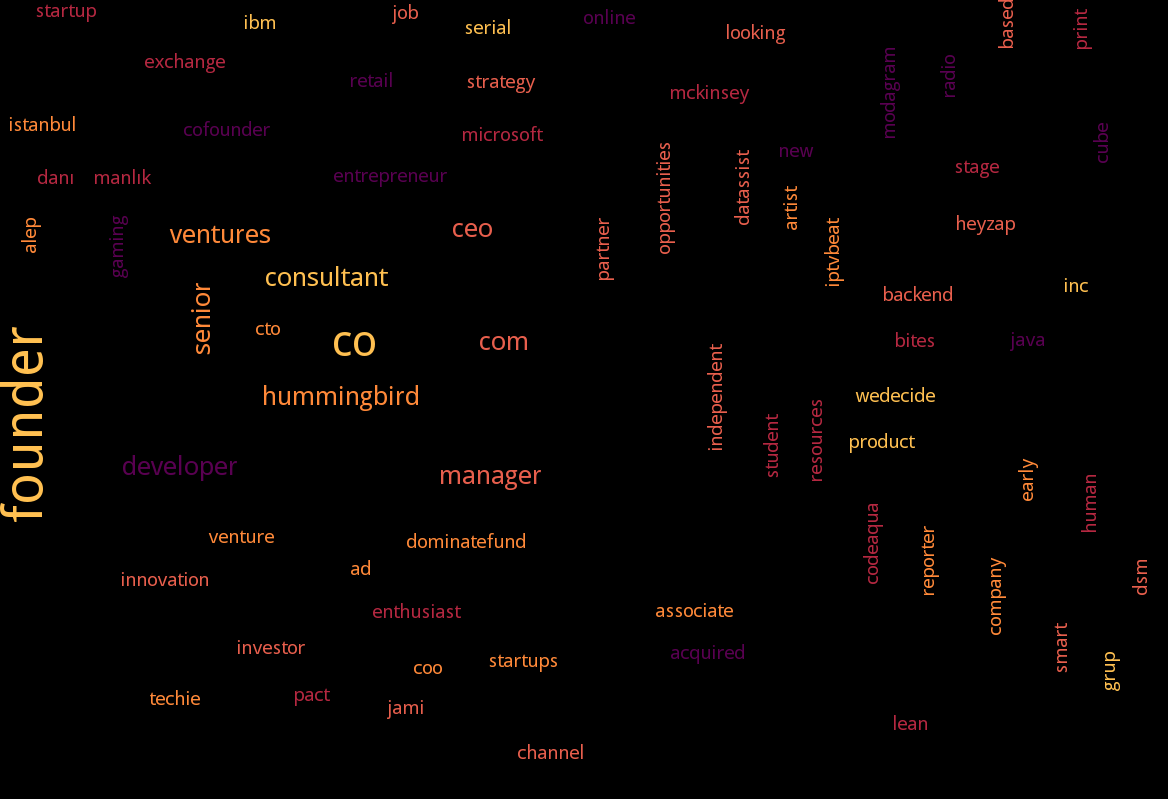 startup
ibm
job
serial
online
looking
based
print
exchange
retail
strategy
mckinsey
modagram
radio
istanbul
cofounder
microsoft
cube
danı manlık
entrepreneur
opportunities
datassist
new
artist
stage
alep
gaming
ventures
ceo
partner
iptvbeat
heyzap
consultant
senior
backend
inc
cto
co
com
bites
java
founder
hummingbird
independent
student
resources
wedecide
product
developer
manager
early
human
venture
dominatefund
codeaqua
reporter
company
dsm
innovation
ad
enthusiast
associate
investor
coo
startups
acquired
smart
grup
techie
pact
jami
lean
channel